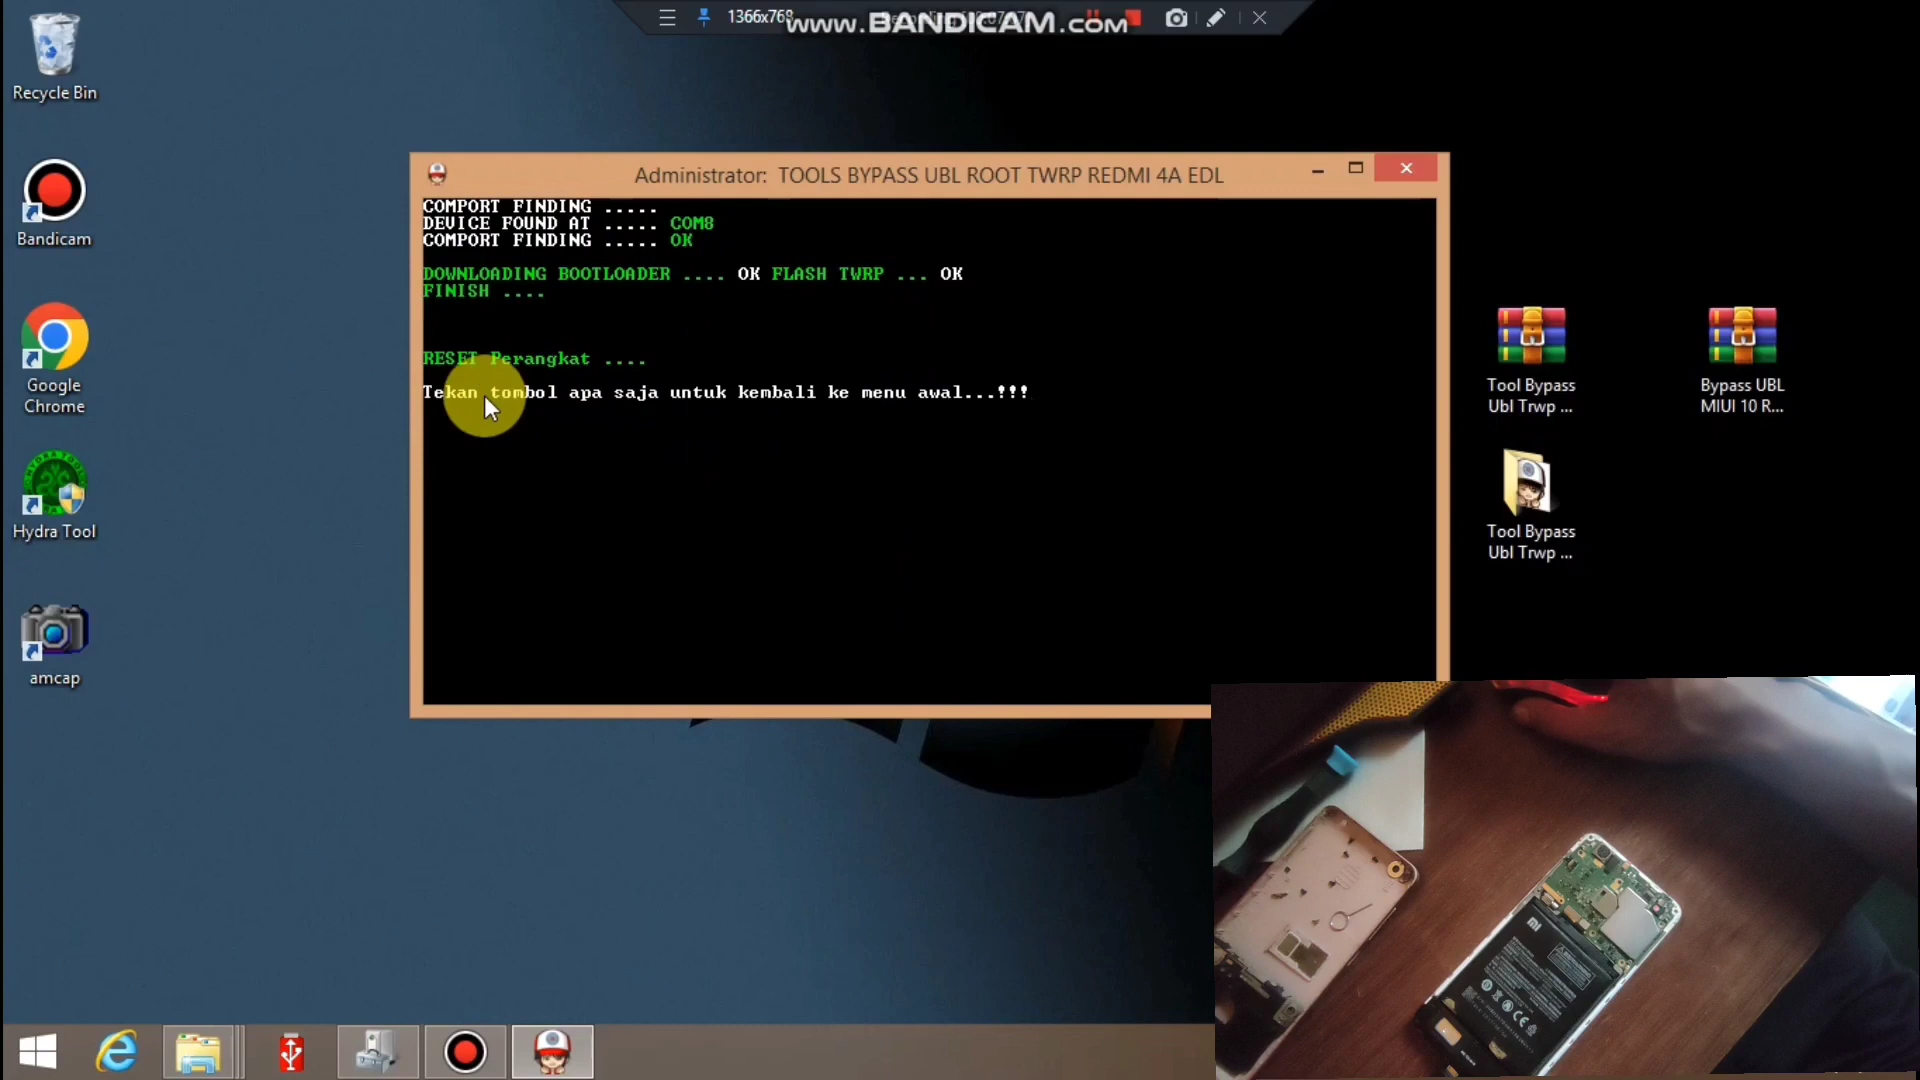 1366x768
www.BANDICAM.com
Recycle Bin
Bandicam
Google
Chrome
Hydra Tool
amcap
Administrator: TOOLS BYPASS UBL ROOT TWRP REDMI 4A EDL
COMPORT FINDING .....
DEVICE FOUND AT ..... COM8
COMPORT FINDING ..... OK
DOWNLOADING BOOTLOADER .... OK FLASH TWRP ... OK
FINISH ....
RESET Perangkat ....
Tekan tombol apa saja untuk kembali ke menu awal...!!!
Tool Bypass
Ubl Trwp ...
Bypass UBL
MIUI 10 R...
Tool Bypass
Ubl Trwp ...
mi